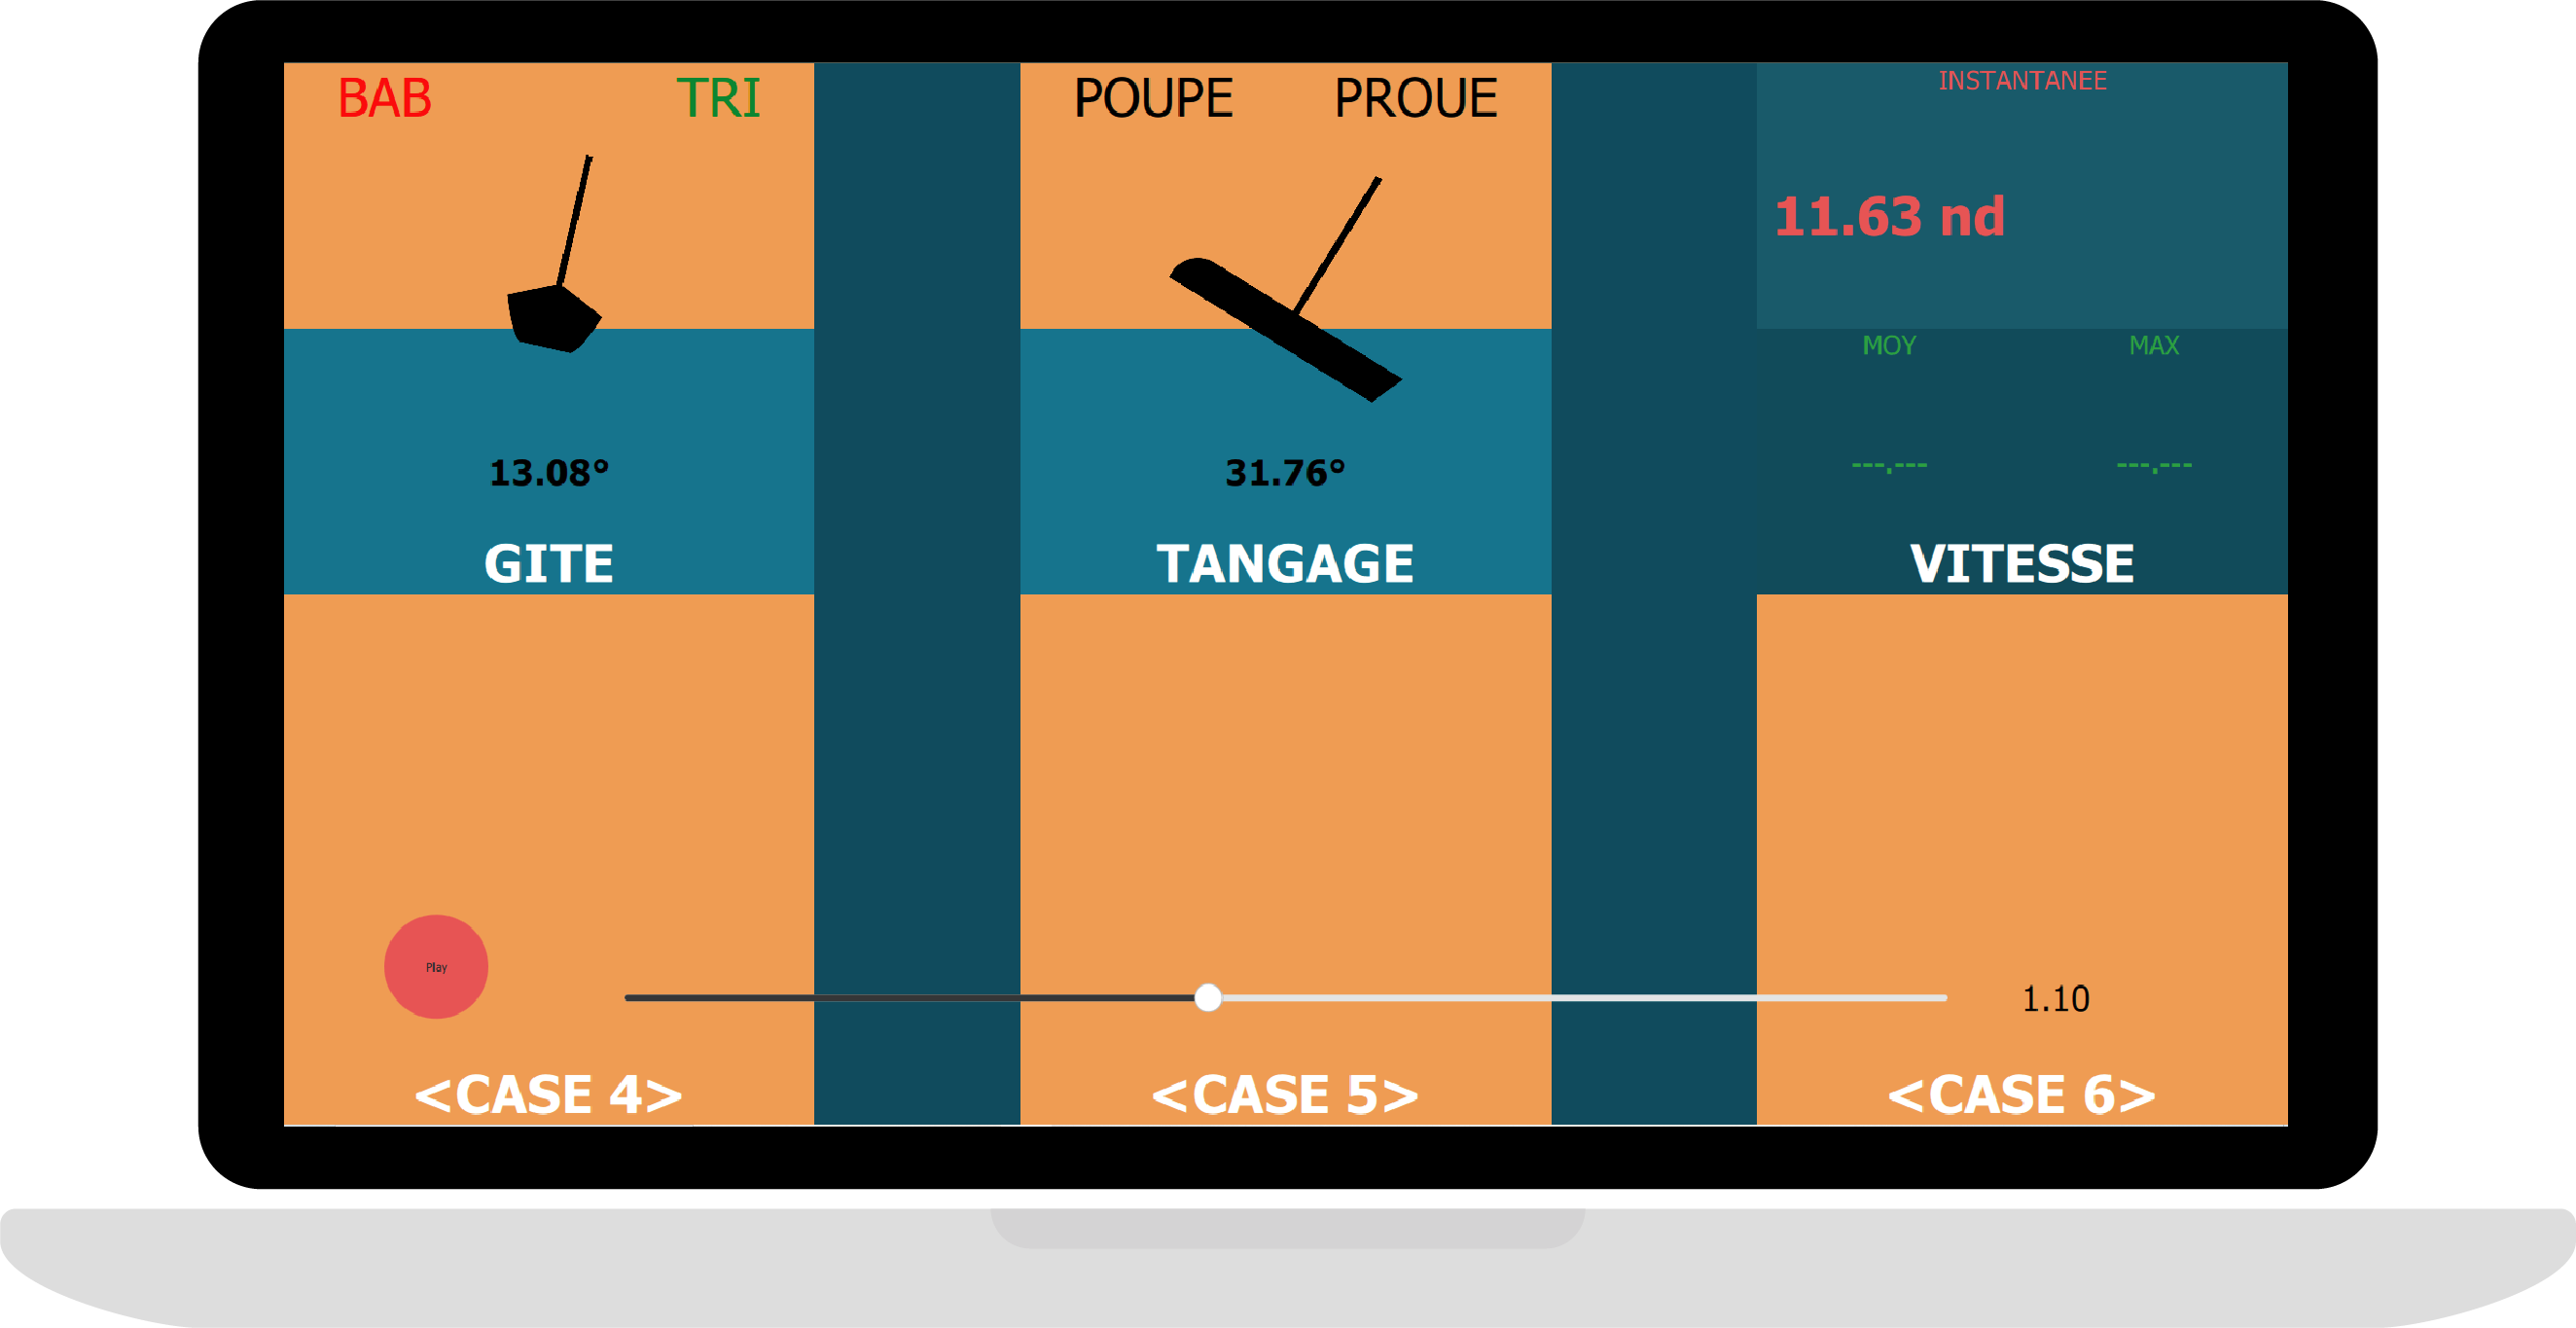 BAB TRI
13.08°
GITE
POUPE PROUE
31.76°
TANGAGE
INSTANTANEE
11.63 nd
MOY MAX
---.--- ---.---
VITESSE
Play
1.10
<CASE 4>
<CASE 5>
<CASE 6>